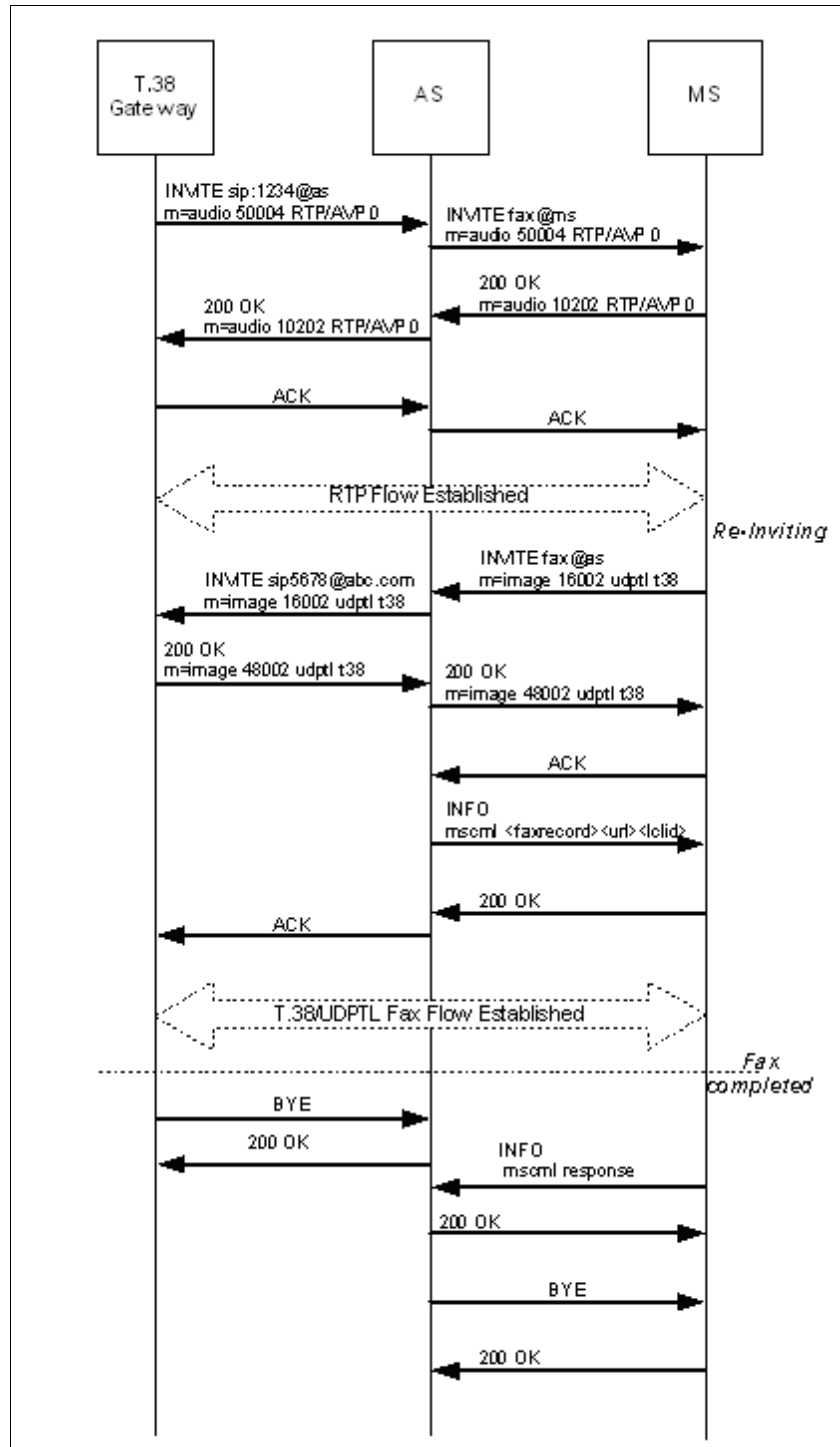 T.38
Gateway
AS
MS
INVITE sip:1234@as
m=audio 50004 RTP/AVP 0
INVITE fax@ms
m=audio 50004 RTP/AVP 0
200 OK
m=audio 10202 RTP/AVP 0
200 OK
m=audio 10202 RTP/AVP 0
ACK
ACK
RTP Flow Established
Re-Inviting
INVITE fax@as
m=image 16002 udptl t38
INVITE sip5678@abc.com
m=image 16002 udptl t38
200 OK
m=image 48002 udptl t38
200 OK
m=image 48002 udptl t38
ACK
INFO
mscml <faxrecord><url><lclid>
200 OK
ACK
T.38/UDPTL Fax Flow Established
Fax
completed
BYE
200 OK
INFO
mscml response
200 OK
BYE
200 OK